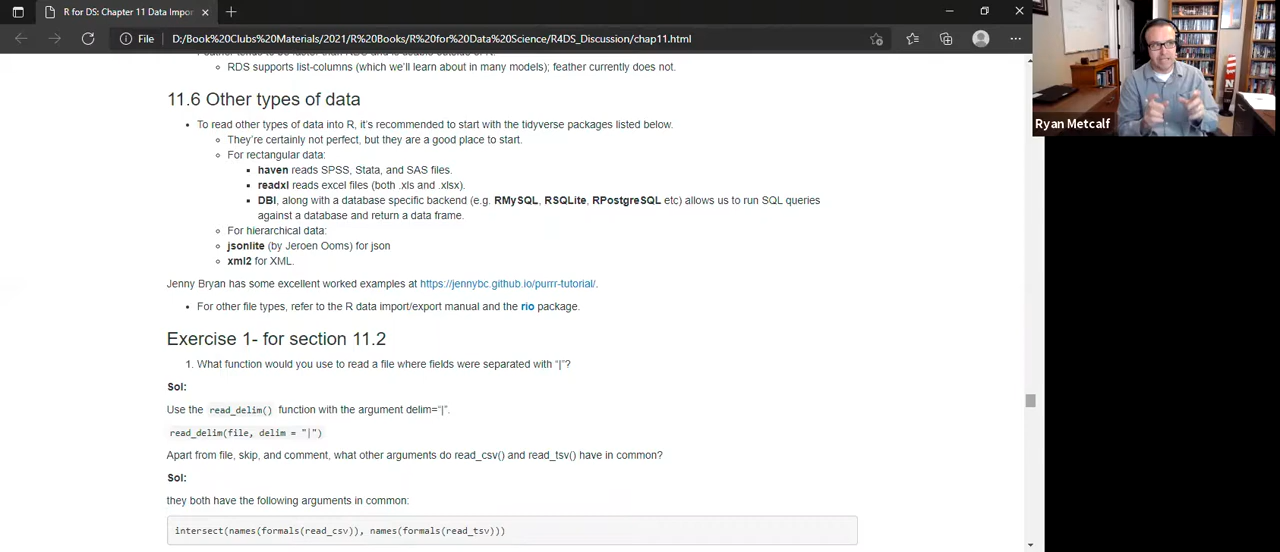 R for DS: Chapter 11 Data Impor
File
D:/Book%20Clubs%20Materials/2021/R%20Books/R%20for%20Data%20Science/R4DS_Discussion/chap11.html
RDS supports list-columns (which we'll learn about in many models); feather currently does not.
11.6 Other types of data
To read other types of data into R, it's recommended to start with the tidyverse packages listed below.
They're certainly not perfect, but they are a good place to start.
For rectangular data:
haven reads SPSS, Stata, and SAS files.
readxl reads excel files (both .xls and .xlsx).
DBI, along with a database specific backend (e.g. RMySQL, RSQLite, RPostgreSQL etc) allows us to run SQL queries
against a database and return a data frame.
For hierarchical data:
jsonlite (by Jeroen Ooms) for json
xml2 for XML.
Jenny Bryan has some excellent worked examples at https://jennybc.github.io/purrr-tutorial/.
For other file types, refer to the R data import/export manual and the rio package.
Exercise 1- for section 11.2
1. What function would you use to read a file where fields were separated with "|"?
Sol:
Use the read_delim() function with the argument delim="|".
read_delim(file, delim = "|")
Apart from file, skip, and comment, what other arguments do read_csv() and read_tsv() have in common?
Sol:
they both have the following arguments in common:
intersect(names(formals(read_csv)), names(formals(read_tsv)))
Ryan Metcalf